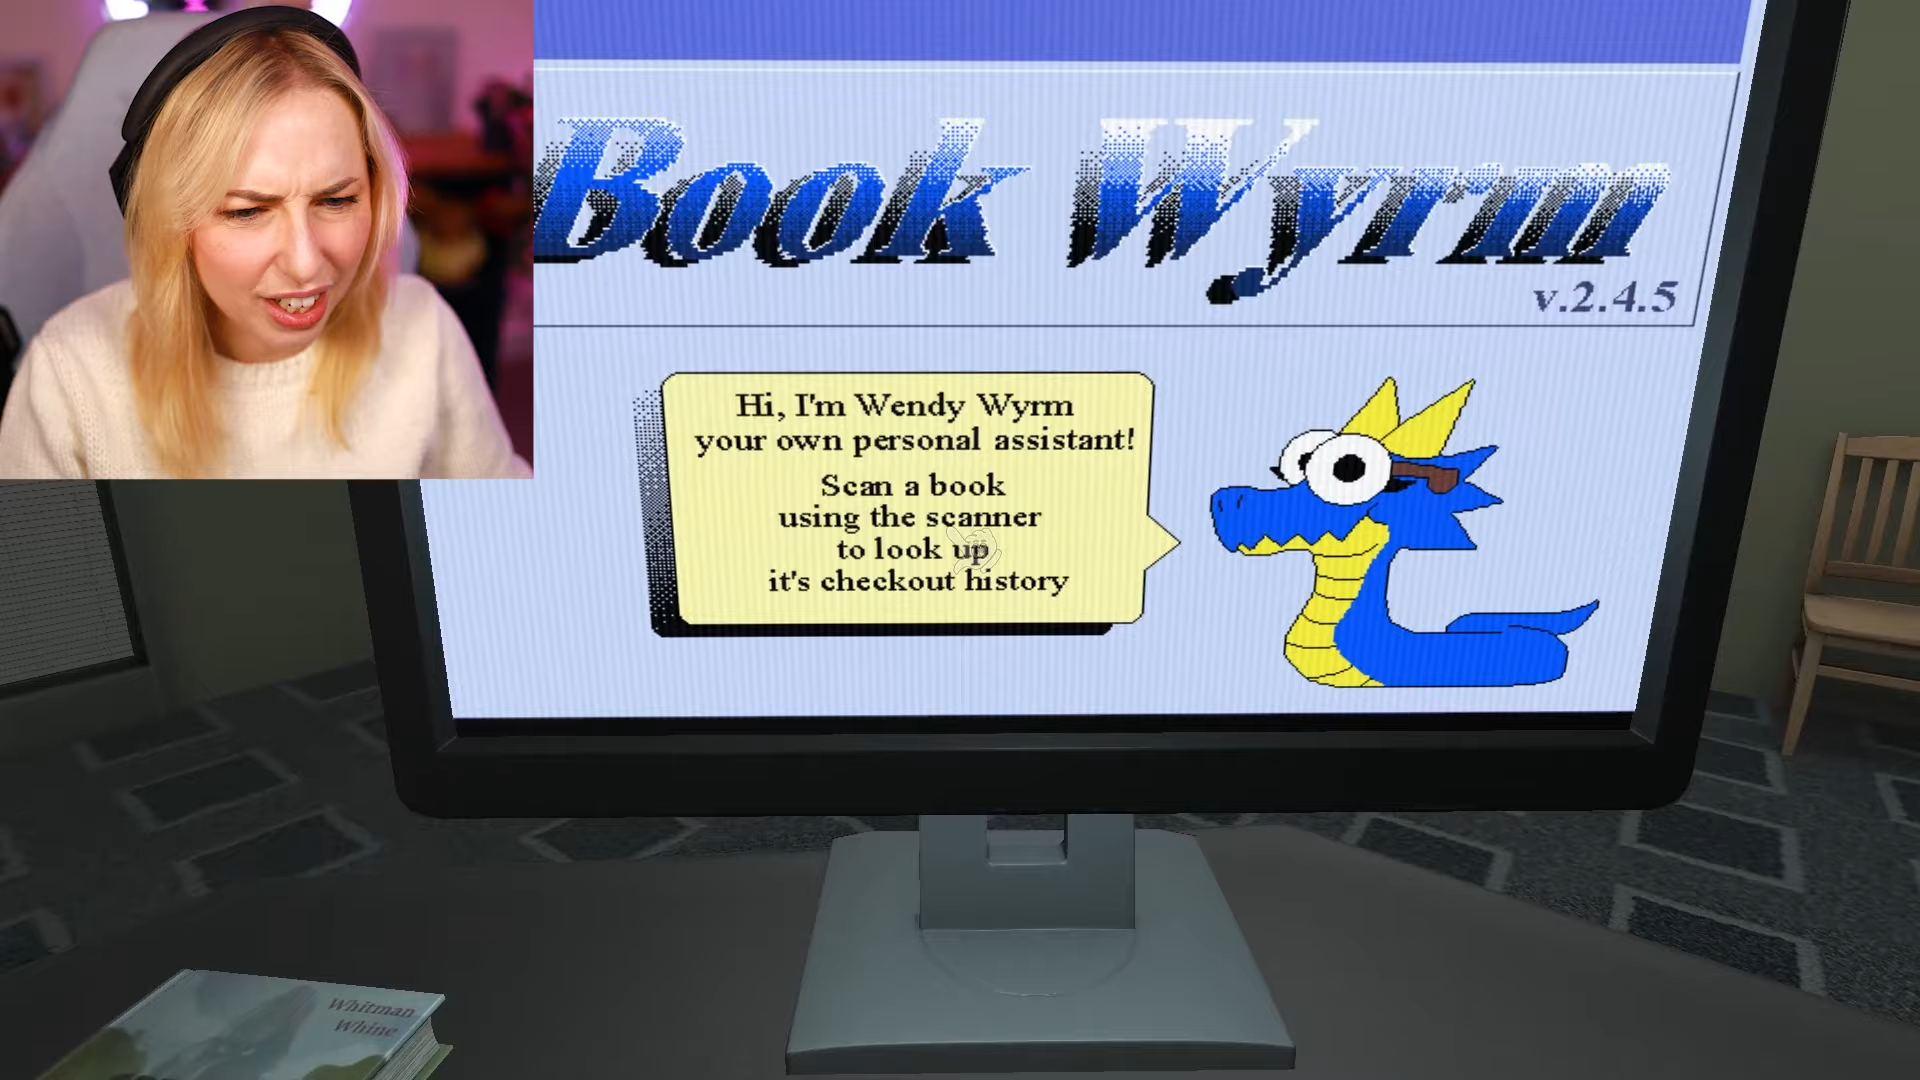 Book Wyrm
v.2.4.5
Hi, I'm Wendy Wyrm
your own personal assistant!
Scan a book
using the scanner
to look up
it's checkout history
Whitman
Whine